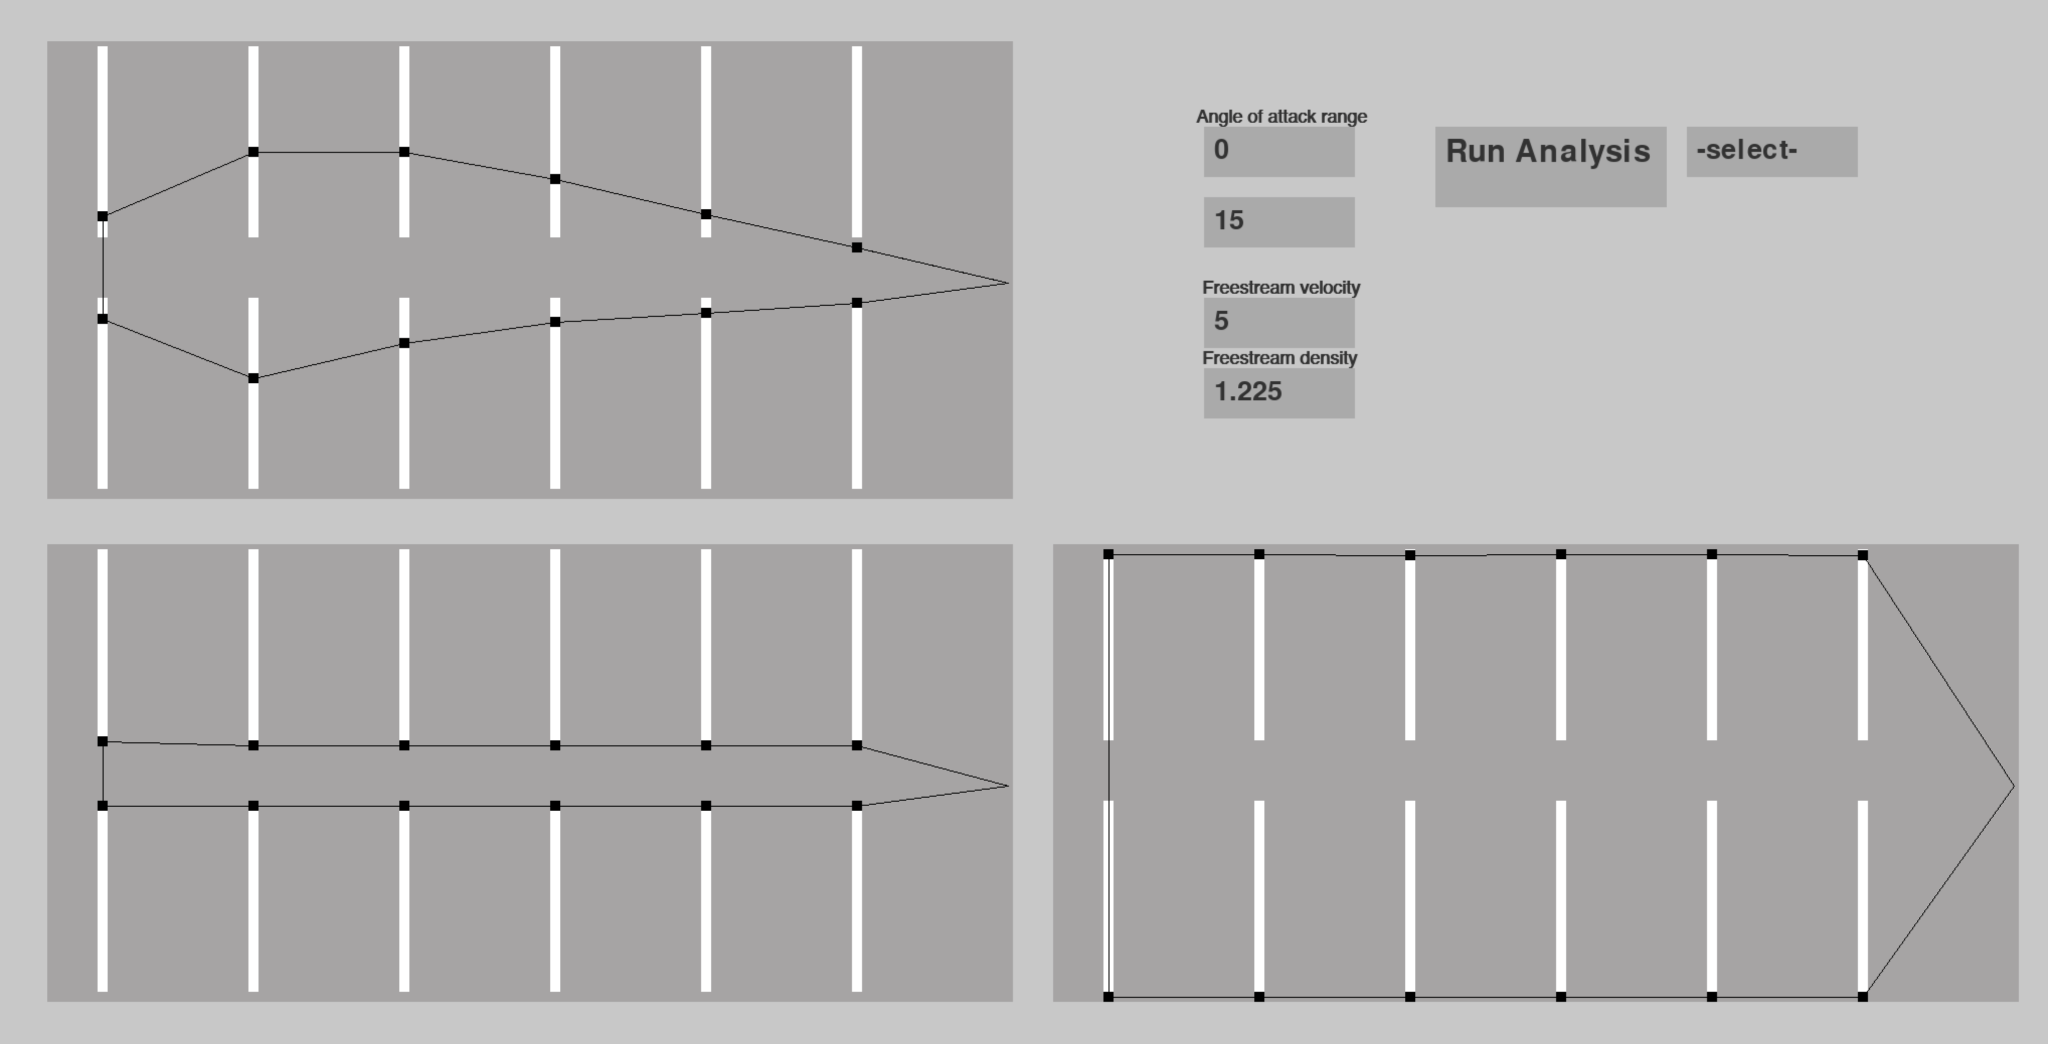 Angle of attack range
0
Run Analysis
-select-
15
Freestream velocity
5
Freestream density
1.225